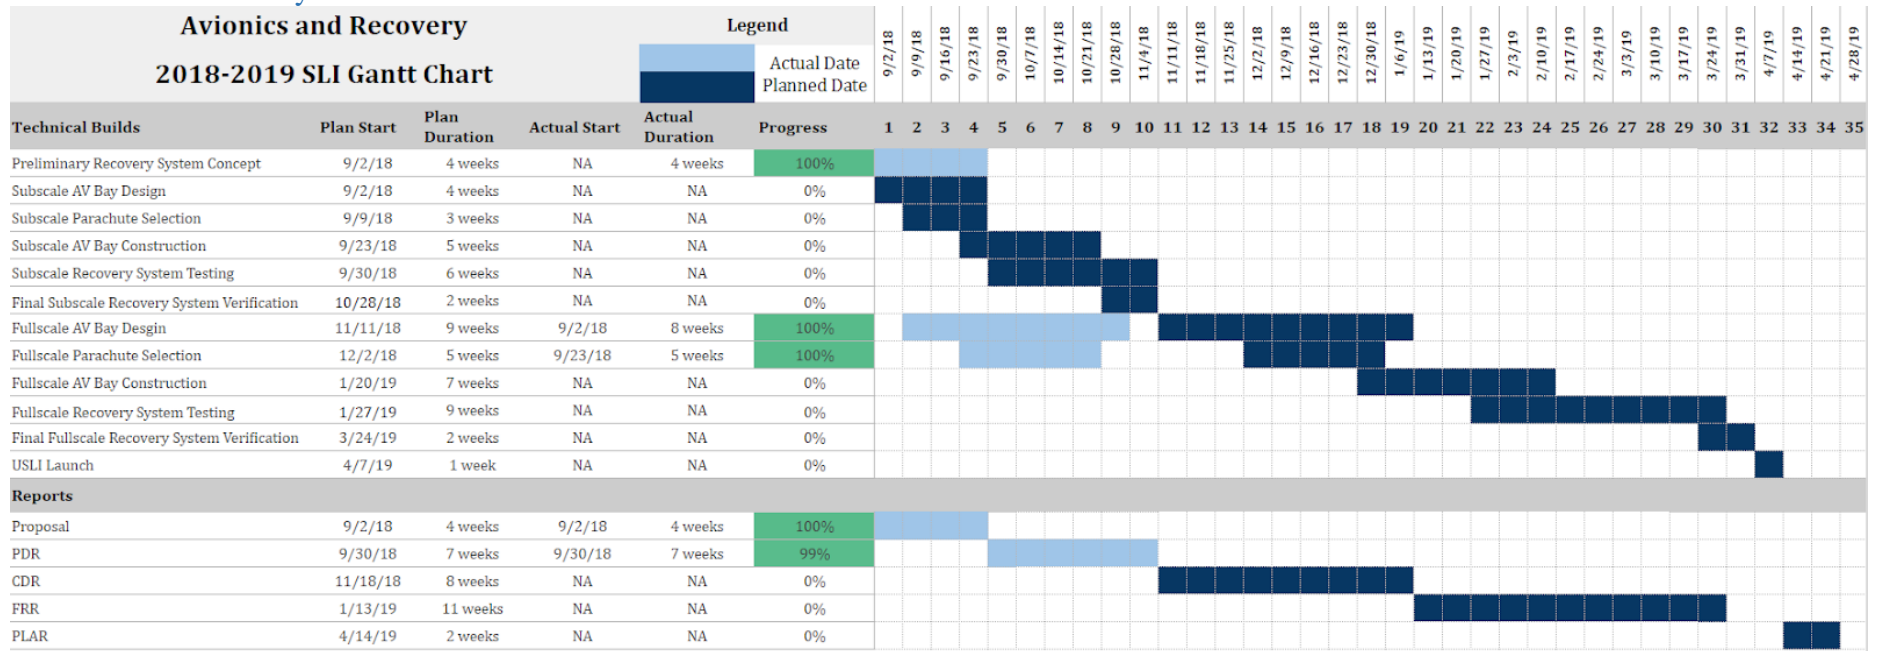 Avionics and Recovery
2018-2019 SLI Gantt Chart
Legend
Actual Date
Planned Date
9/2/18 9/9/18 9/16/18 9/23/18 9/30/18 10/7/18 10/14/18 10/21/18 10/28/18 11/4/18 11/11/18 11/18/18 11/25/18 12/2/18 12/9/18 12/16/18 12/23/18 12/30/18 1/6/19 1/13/19 1/20/19 1/27/19 2/3/19 2/10/19 2/17/19 2/24/19 3/3/19 3/10/19 3/17/19 3/24/19 3/31/19 4/7/19 4/14/19 4/21/19 4/28/19
Technical Builds Plan Start Plan Duration Actual Start Actual Duration Progress 1 2 3 4 5 6 7 8 9 10 11 12 13 14 15 16 17 18 19 20 21 22 23 24 25 26 27 28 29 30 31 32 33 34 35
Preliminary Recovery System Concept 9/2/18 4 weeks NA 4 weeks 100%
Subscale AV Bay Design 9/2/18 4 weeks NA NA 0%
Subscale Parachute Selection 9/9/18 3 weeks NA NA 0%
Subscale AV Bay Construction 9/23/18 5 weeks NA NA 0%
Subscale Recovery System Testing 9/30/18 6 weeks NA NA 0%
Final Subscale Recovery System Verification 10/28/18 2 weeks NA NA 0%
Fullscale AV Bay Desgin 11/11/18 9 weeks 9/2/18 8 weeks 100%
Fullscale Parachute Selection 12/2/18 5 weeks 9/23/18 5 weeks 100%
Fullscale AV Bay Construction 1/20/19 7 weeks NA NA 0%
Fullscale Recovery System Testing 1/27/19 9 weeks NA NA 0%
Final Fullscale Recovery System Verification 3/24/19 2 weeks NA NA 0%
USLI Launch 4/7/19 1 week NA NA 0%
Reports
Proposal 9/2/18 4 weeks 9/2/18 4 weeks 100%
PDR 9/30/18 7 weeks 9/30/18 7 weeks 99%
CDR 11/18/18 8 weeks NA NA 0%
FRR 1/13/19 11 weeks NA NA 0%
PLAR 4/14/19 2 weeks NA NA 0%